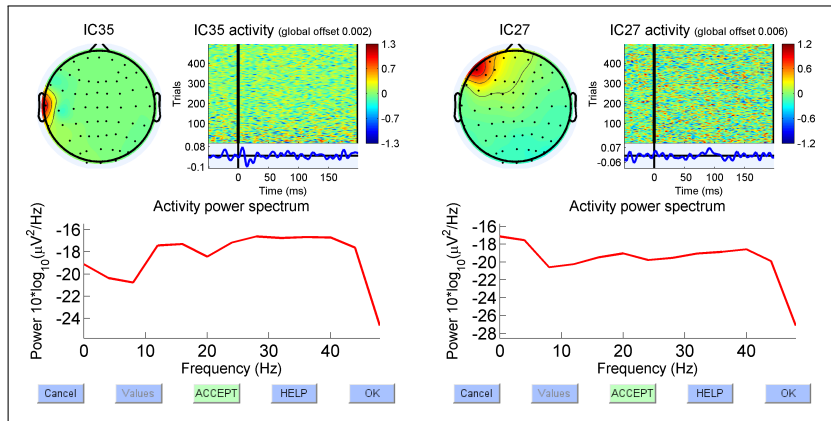 IC35
IC35 activity (global offset 0.002)
Trials
400
300
200
100
1.3
0.7
0
-0.7
-1.3
0.08
-0.1
0 50 100 150
Time (ms)
Activity power spectrum
Power 10*log10(μV2/Hz)
-16
-18
-20
-22
-24
0 10 20 30 40
Frequency (Hz)
Cancel Values ACCEPT HELP OK
IC27
IC27 activity (global offset 0.006)
Trials
400
300
200
100
1.2
0.6
0
-0.6
-1.2
0.07
-0.06
0 50 100 150
Time (ms)
Activity power spectrum
Power 10*log10(μV2/Hz)
-16
-18
-20
-22
-24
-26
-28
0 10 20 30 40
Frequency (Hz)
Cancel Values ACCEPT HELP OK